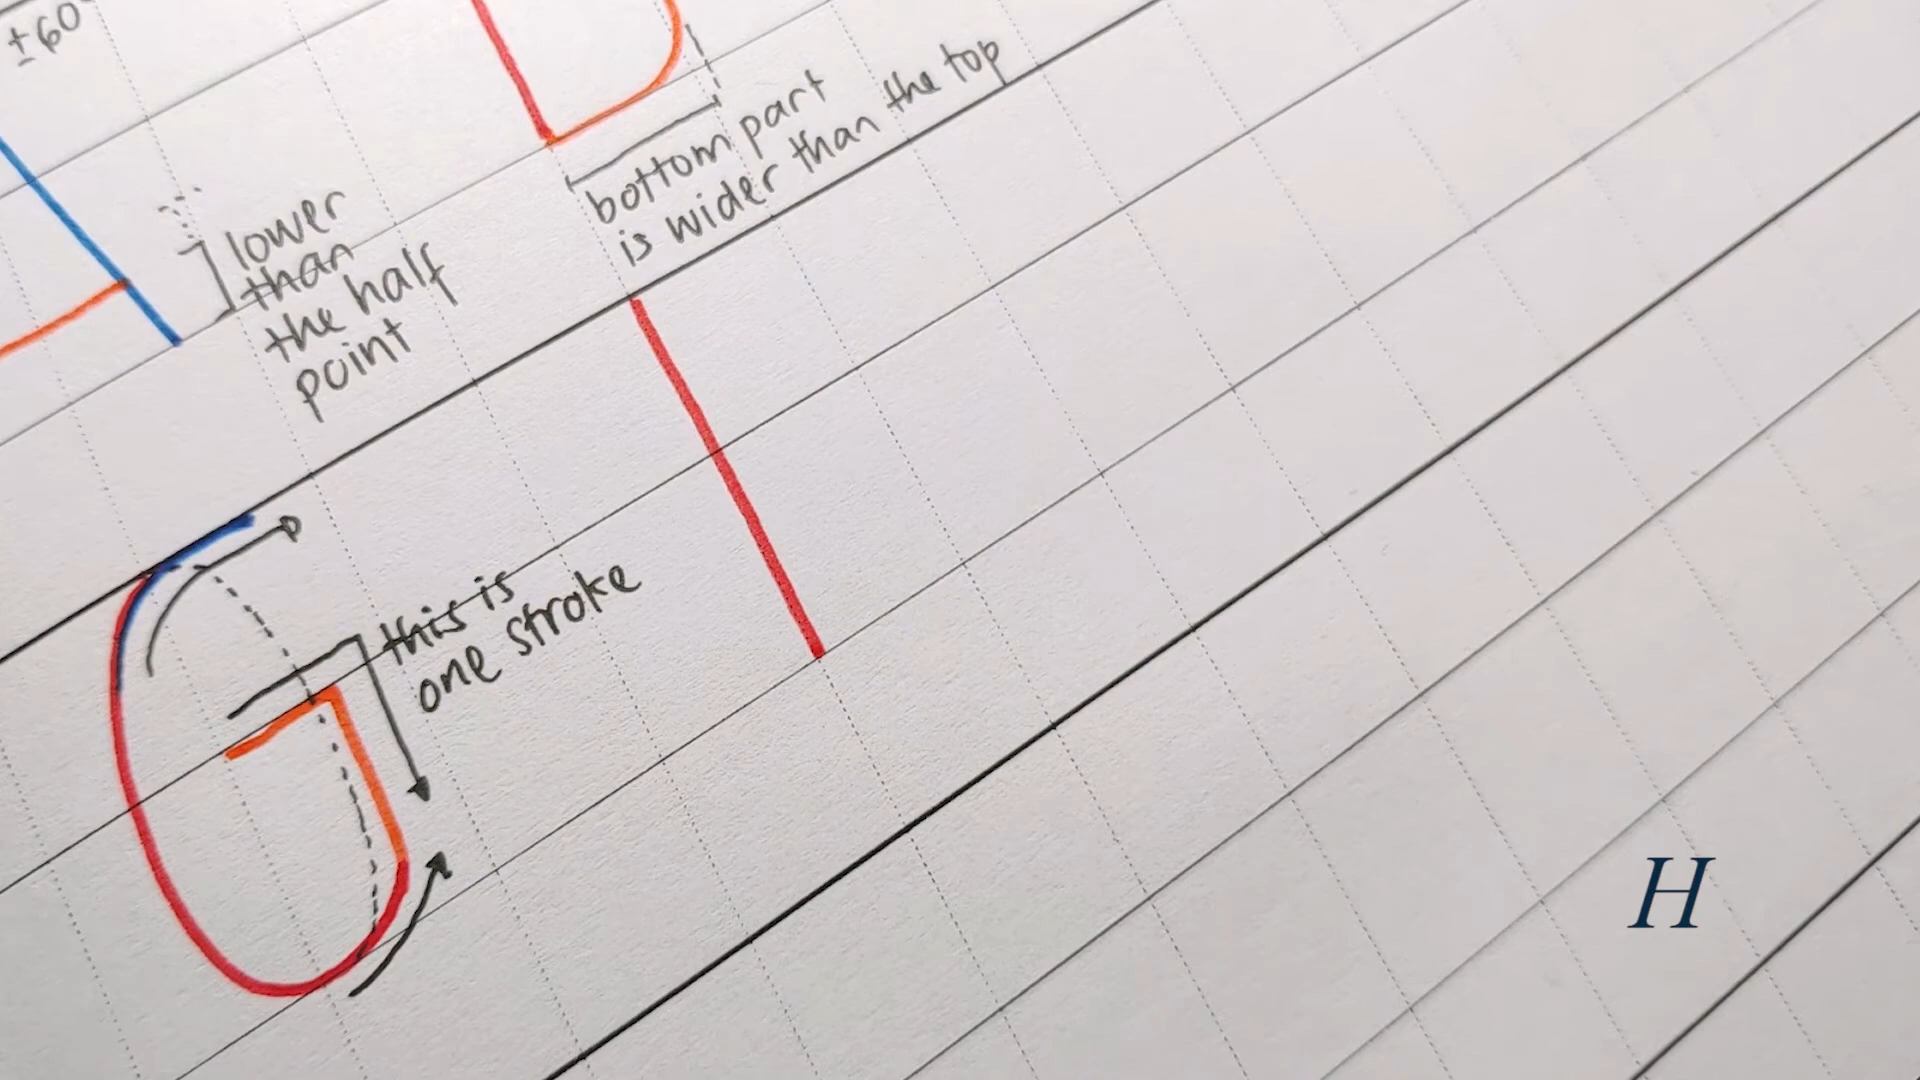 ±60°
bottom part
is wider than the top
lower
than
the half
point
this is
one stroke
G
H